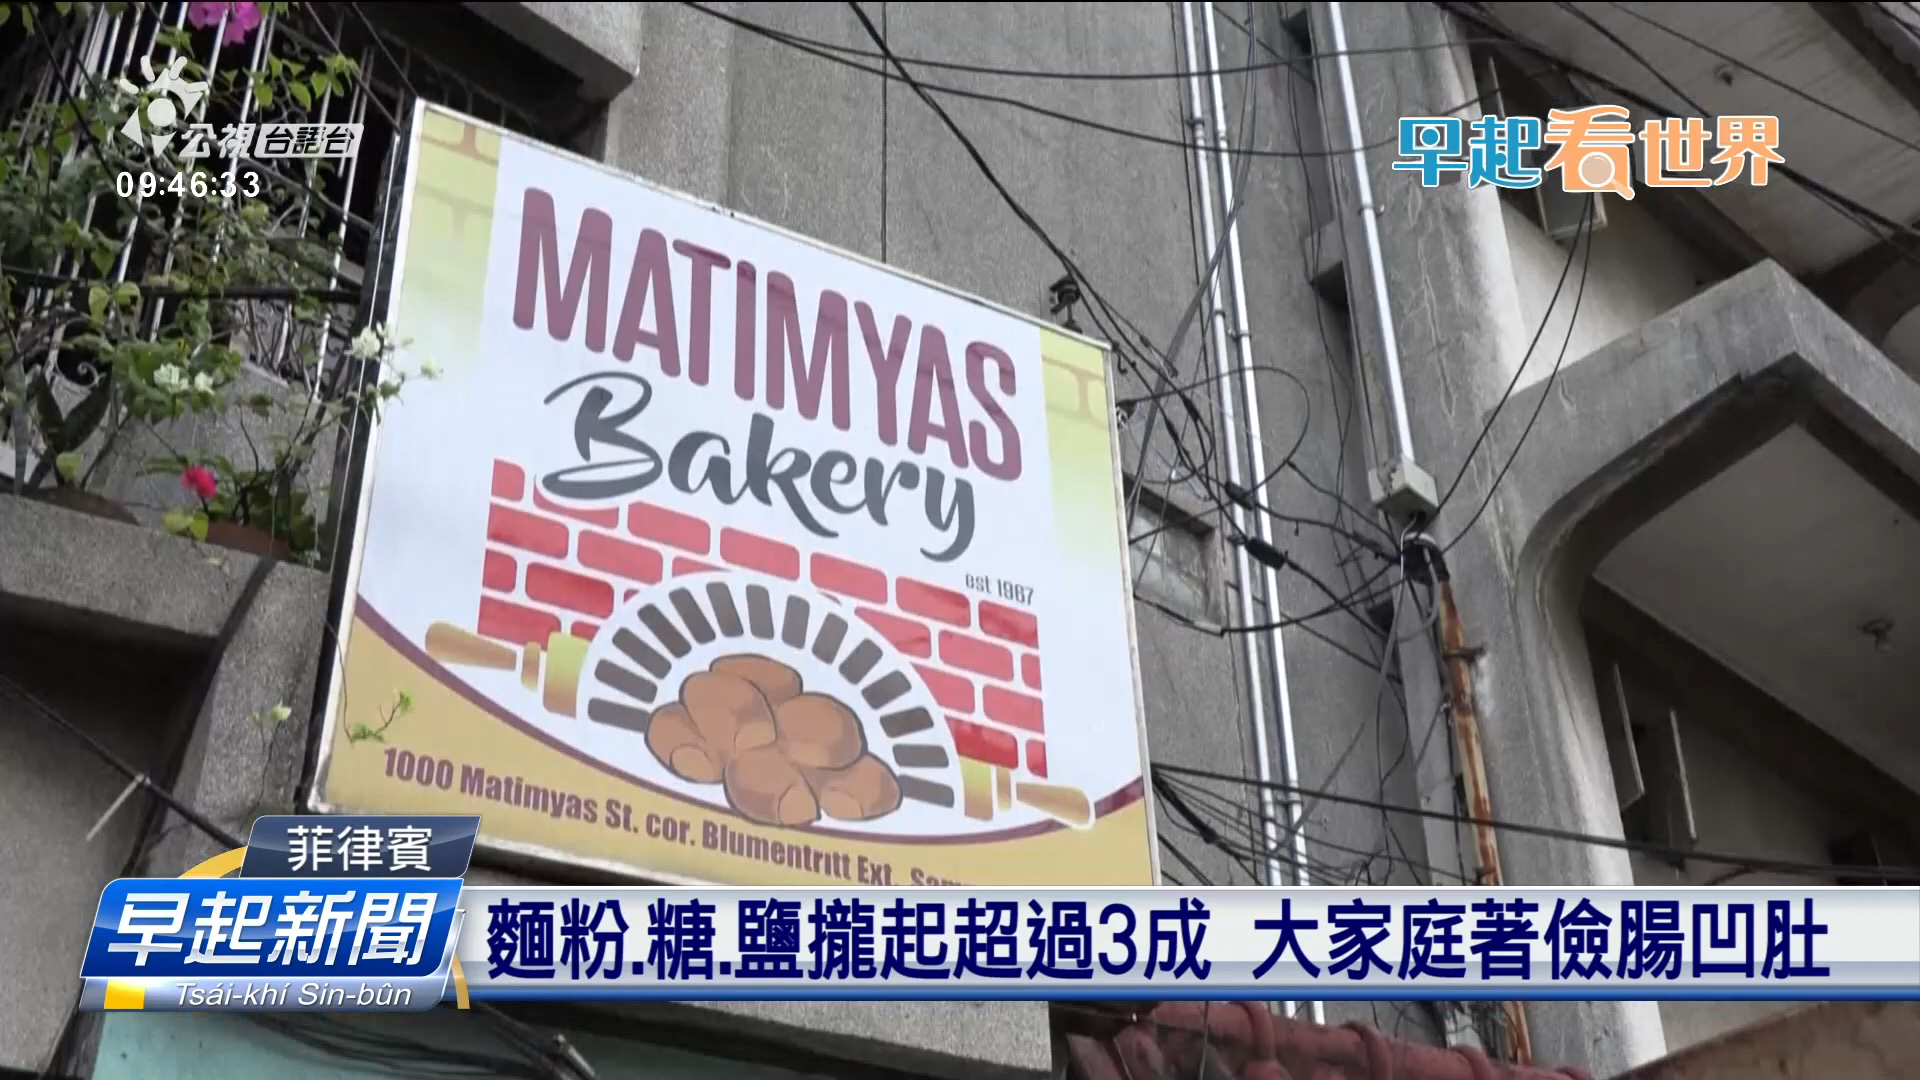 公視台語台
09:46:33
早起看世界
MATIMYAS
Bakery
est 1967
1000 Matimyas St. cor. Blumentritt Ext.
菲律賓
早起新聞
Tsái-khí Sin-bûn
麵粉.糖.鹽攏起超過3成 大家庭著儉腸凹肚